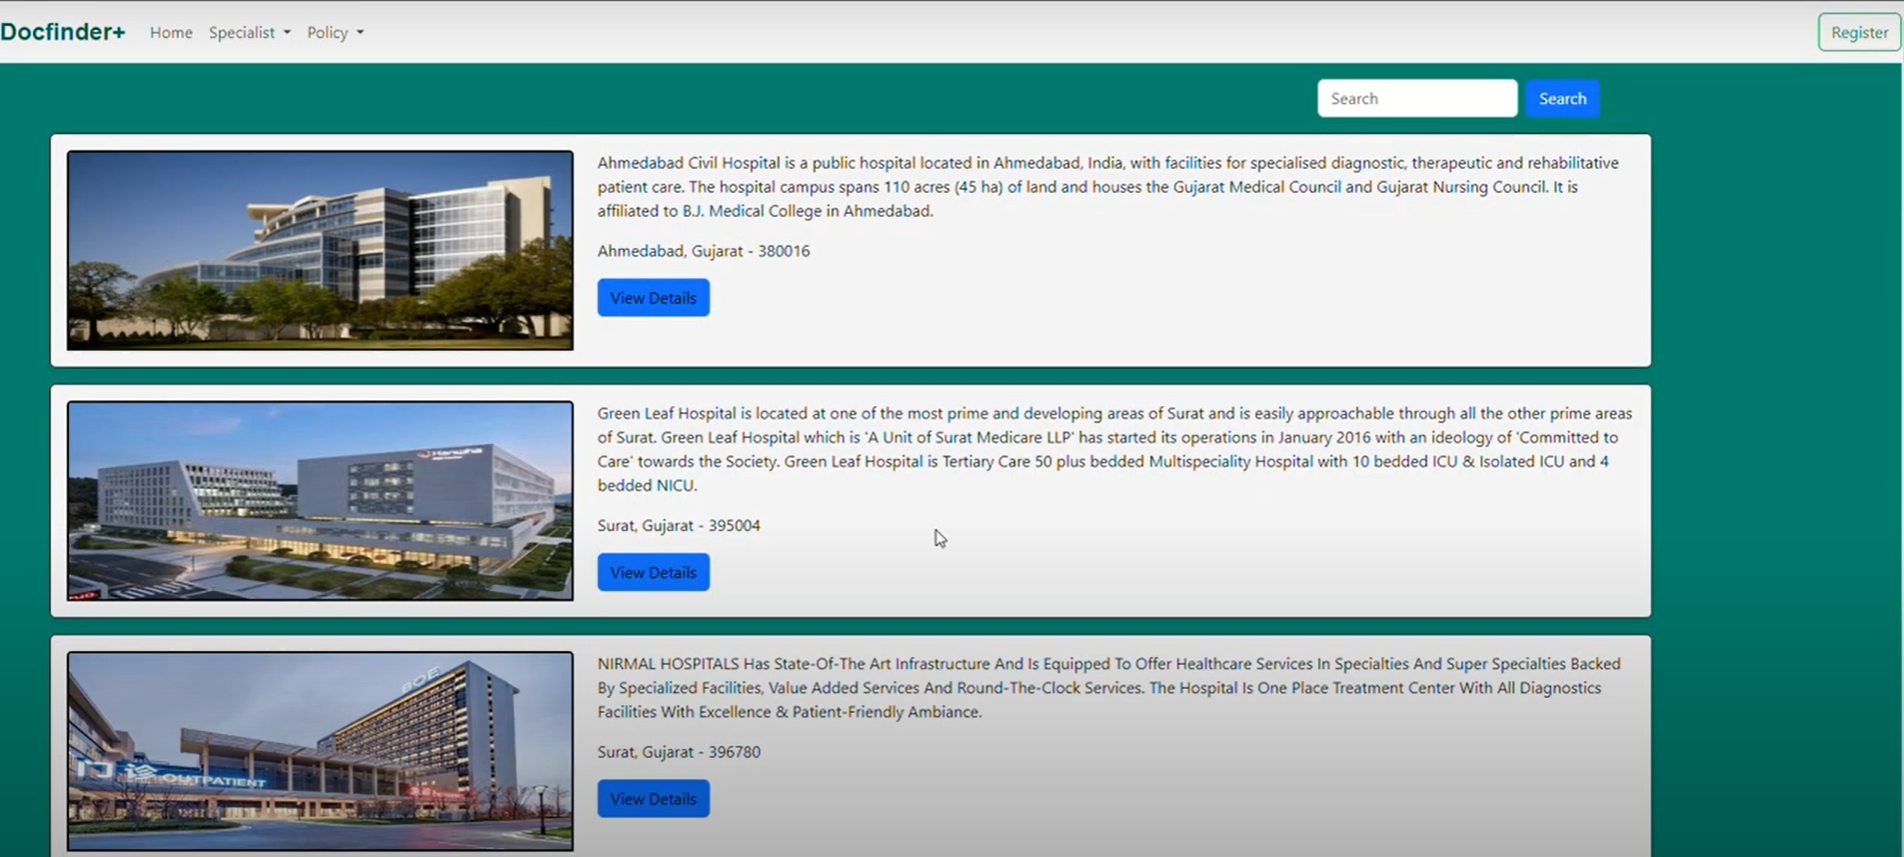 Docfinder+ Home Specialist Policy Register
Search Search
Ahmedabad Civil Hospital is a public hospital located in Ahmedabad, India, with facilities for specialised diagnostic, therapeutic and rehabilitative
patient care. The hospital campus spans 110 acres (45 ha) of land and houses the Gujarat Medical Council and Gujarat Nursing Council. It is
affiliated to B.J. Medical College in Ahmedabad.
Ahmedabad, Gujarat - 380016
View Details
Hanwha
Green Leaf Hospital is located at one of the most prime and developing areas of Surat and is easily approachable through all the other prime areas
of Surat. Green Leaf Hospital which is 'A Unit of Surat Medicare LLP' has started its operations in January 2016 with an ideology of 'Committed to
Care' towards the Society. Green Leaf Hospital is Tertiary Care 50 plus bedded Multispeciality Hospital with 10 bedded ICU & Isolated ICU and 4
bedded NICU.
Surat, Gujarat - 395004
View Details
BOE
OUTPATIENT
NIRMAL HOSPITALS Has State-Of-The Art Infrastructure And Is Equipped To Offer Healthcare Services In Specialties And Super Specialties Backed
By Specialized Facilities, Value Added Services And Round-The-Clock Services. The Hospital Is One Place Treatment Center With All Diagnostics
Facilities With Excellence & Patient-Friendly Ambiance.
Surat, Gujarat - 396780
View Details